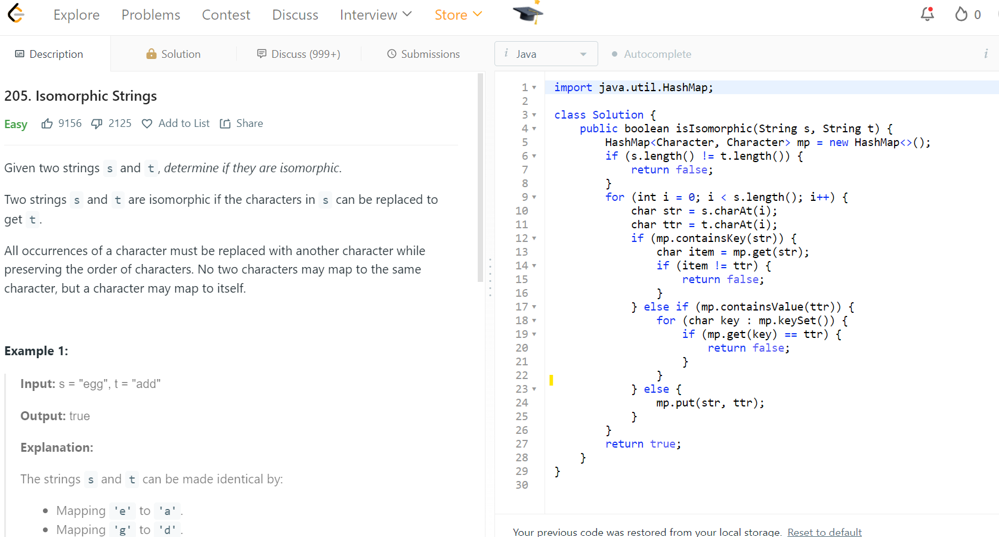 Explore Problems Contest Discuss Interview Store 0
Description Solution Discuss (999+) Submissions
205. Isomorphic Strings
Easy 9156 2125 Add to List Share
Given two strings s and t, determine if they are isomorphic.
Two strings s and t are isomorphic if the characters in s can be replaced to
get t.
All occurrences of a character must be replaced with another character while
preserving the order of characters. No two characters may map to the same
character, but a character may map to itself.
Example 1:
Input: s = "egg", t = "add"
Output: true
Explanation:
The strings s and t can be made identical by:
• Mapping 'e' to 'a'.
• Mapping 'g' to 'd'.
i Java Autocomplete i
1 import java.util.HashMap;
2
3 class Solution {
4 public boolean isIsomorphic(String s, String t) {
5 HashMap<Character, Character> mp = new HashMap<>();
6 if (s.length() != t.length()) {
7 return false;
8 }
9 for (int i = 0; i < s.length(); i++) {
10 char str = s.charAt(i);
11 char ttr = t.charAt(i);
12 if (mp.containsKey(str)) {
13 char item = mp.get(str);
14 if (item != ttr) {
15 return false;
16 }
17 } else if (mp.containsValue(ttr)) {
18 for (char key : mp.keySet()) {
19 if (mp.get(key) == ttr) {
20 return false;
21 }
22 }
23 } else {
24 mp.put(str, ttr);
25 }
26 }
27 return true;
28 }
29 }
30
Your previous code was restored from your local storage. Reset to default